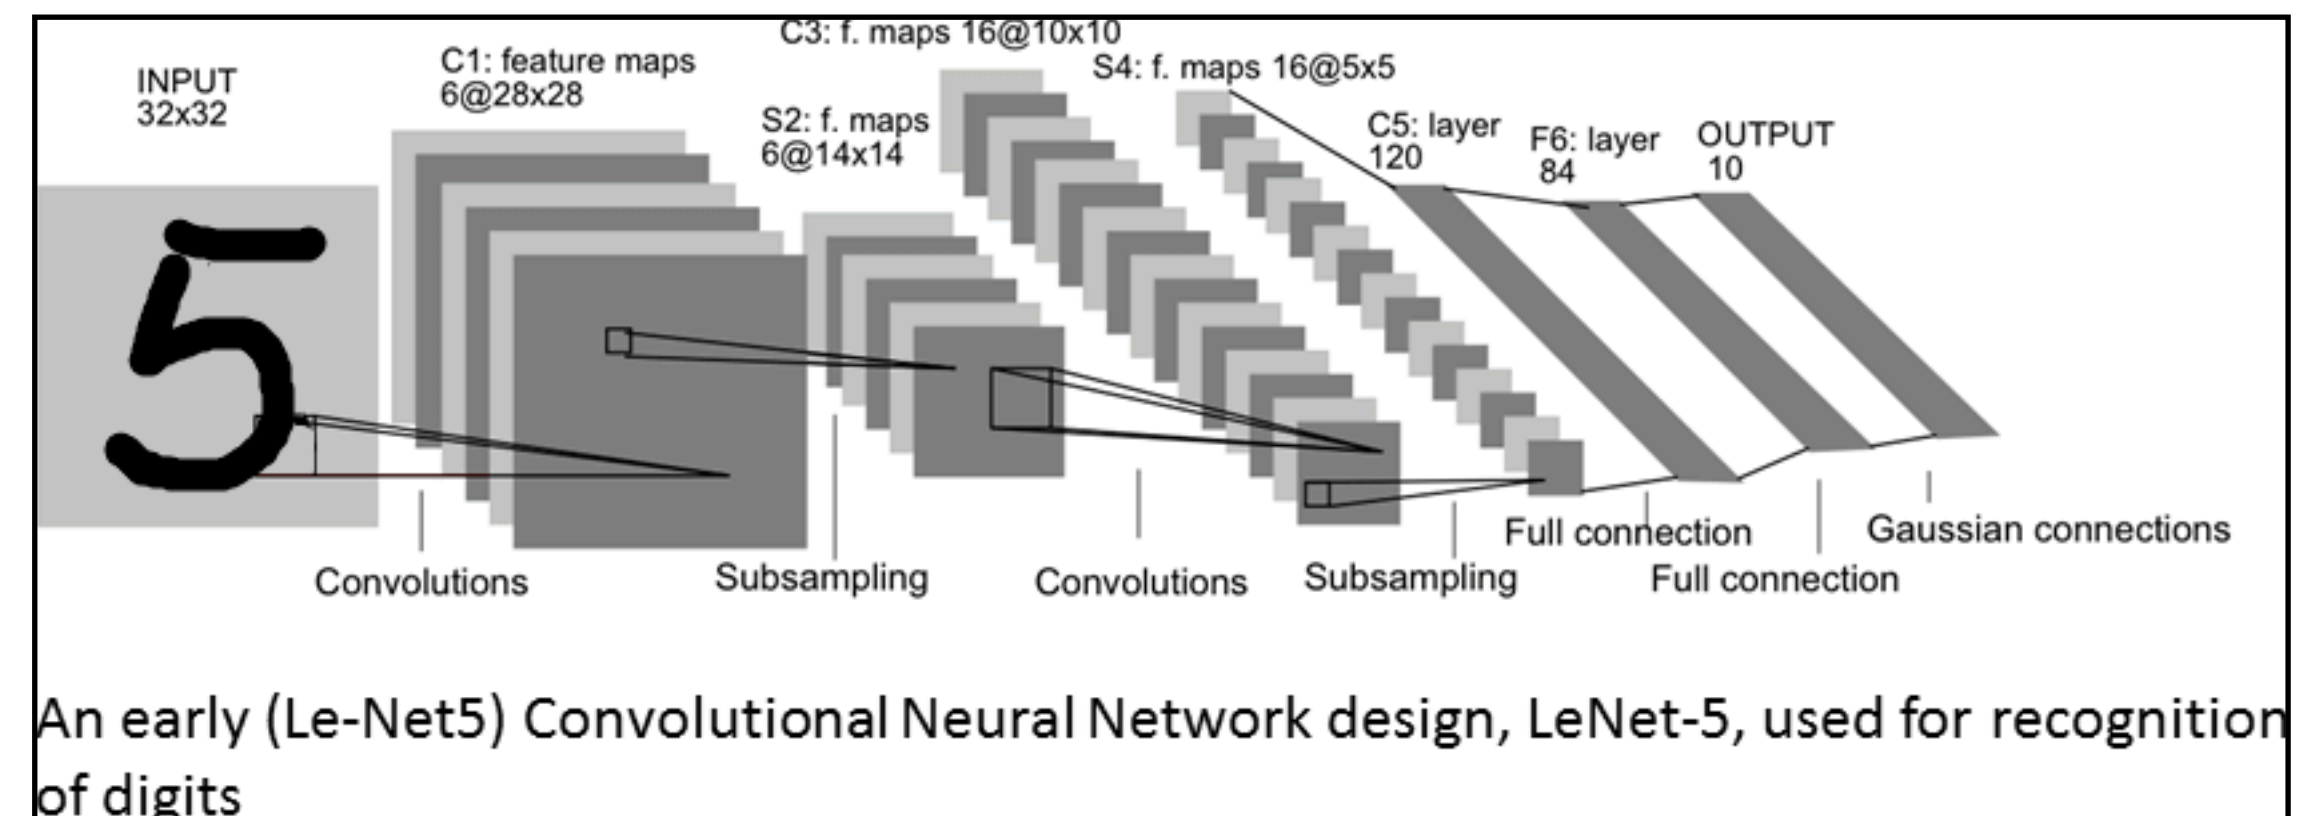 INPUT
32x32
C1: feature maps
6@28x28
S2: f. maps
6@14x14
C3: f. maps 16@10x10
S4: f. maps 16@5x5
C5: layer
120
F6: layer
84
OUTPUT
10
5
Convolutions
Subsampling
Convolutions
Subsampling
Full connection
Full connection
Gaussian connections
An early (Le-Net5) Convolutional Neural Network design, LeNet-5, used for recognition
of digits